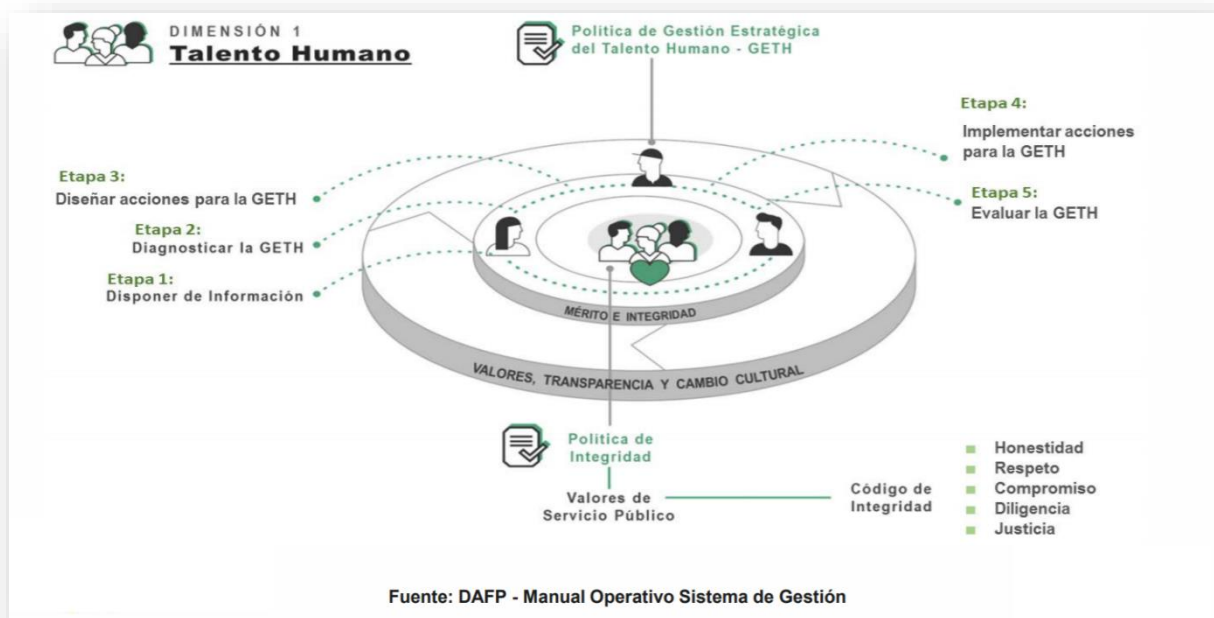 DIMENSIÓN 1
Talento Humano
Política de Gestión Estratégica
del Talento Humano - GETH
Etapa 4:
Implementar acciones
para la GETH
Etapa 3:
Diseñar acciones para la GETH
Etapa 5:
Evaluar la GETH
Etapa 2:
Diagnosticar la GETH
Etapa 1:
Disponer de Información
MÉRITO E INTEGRIDAD
VALORES, TRANSPARENCIA Y CAMBIO CULTURAL
Política de
Integridad
Valores de
Servicio Público
Código de
Integridad
Honestidad
Respeto
Compromiso
Diligencia
Justicia
Fuente: DAFP - Manual Operativo Sistema de Gestión